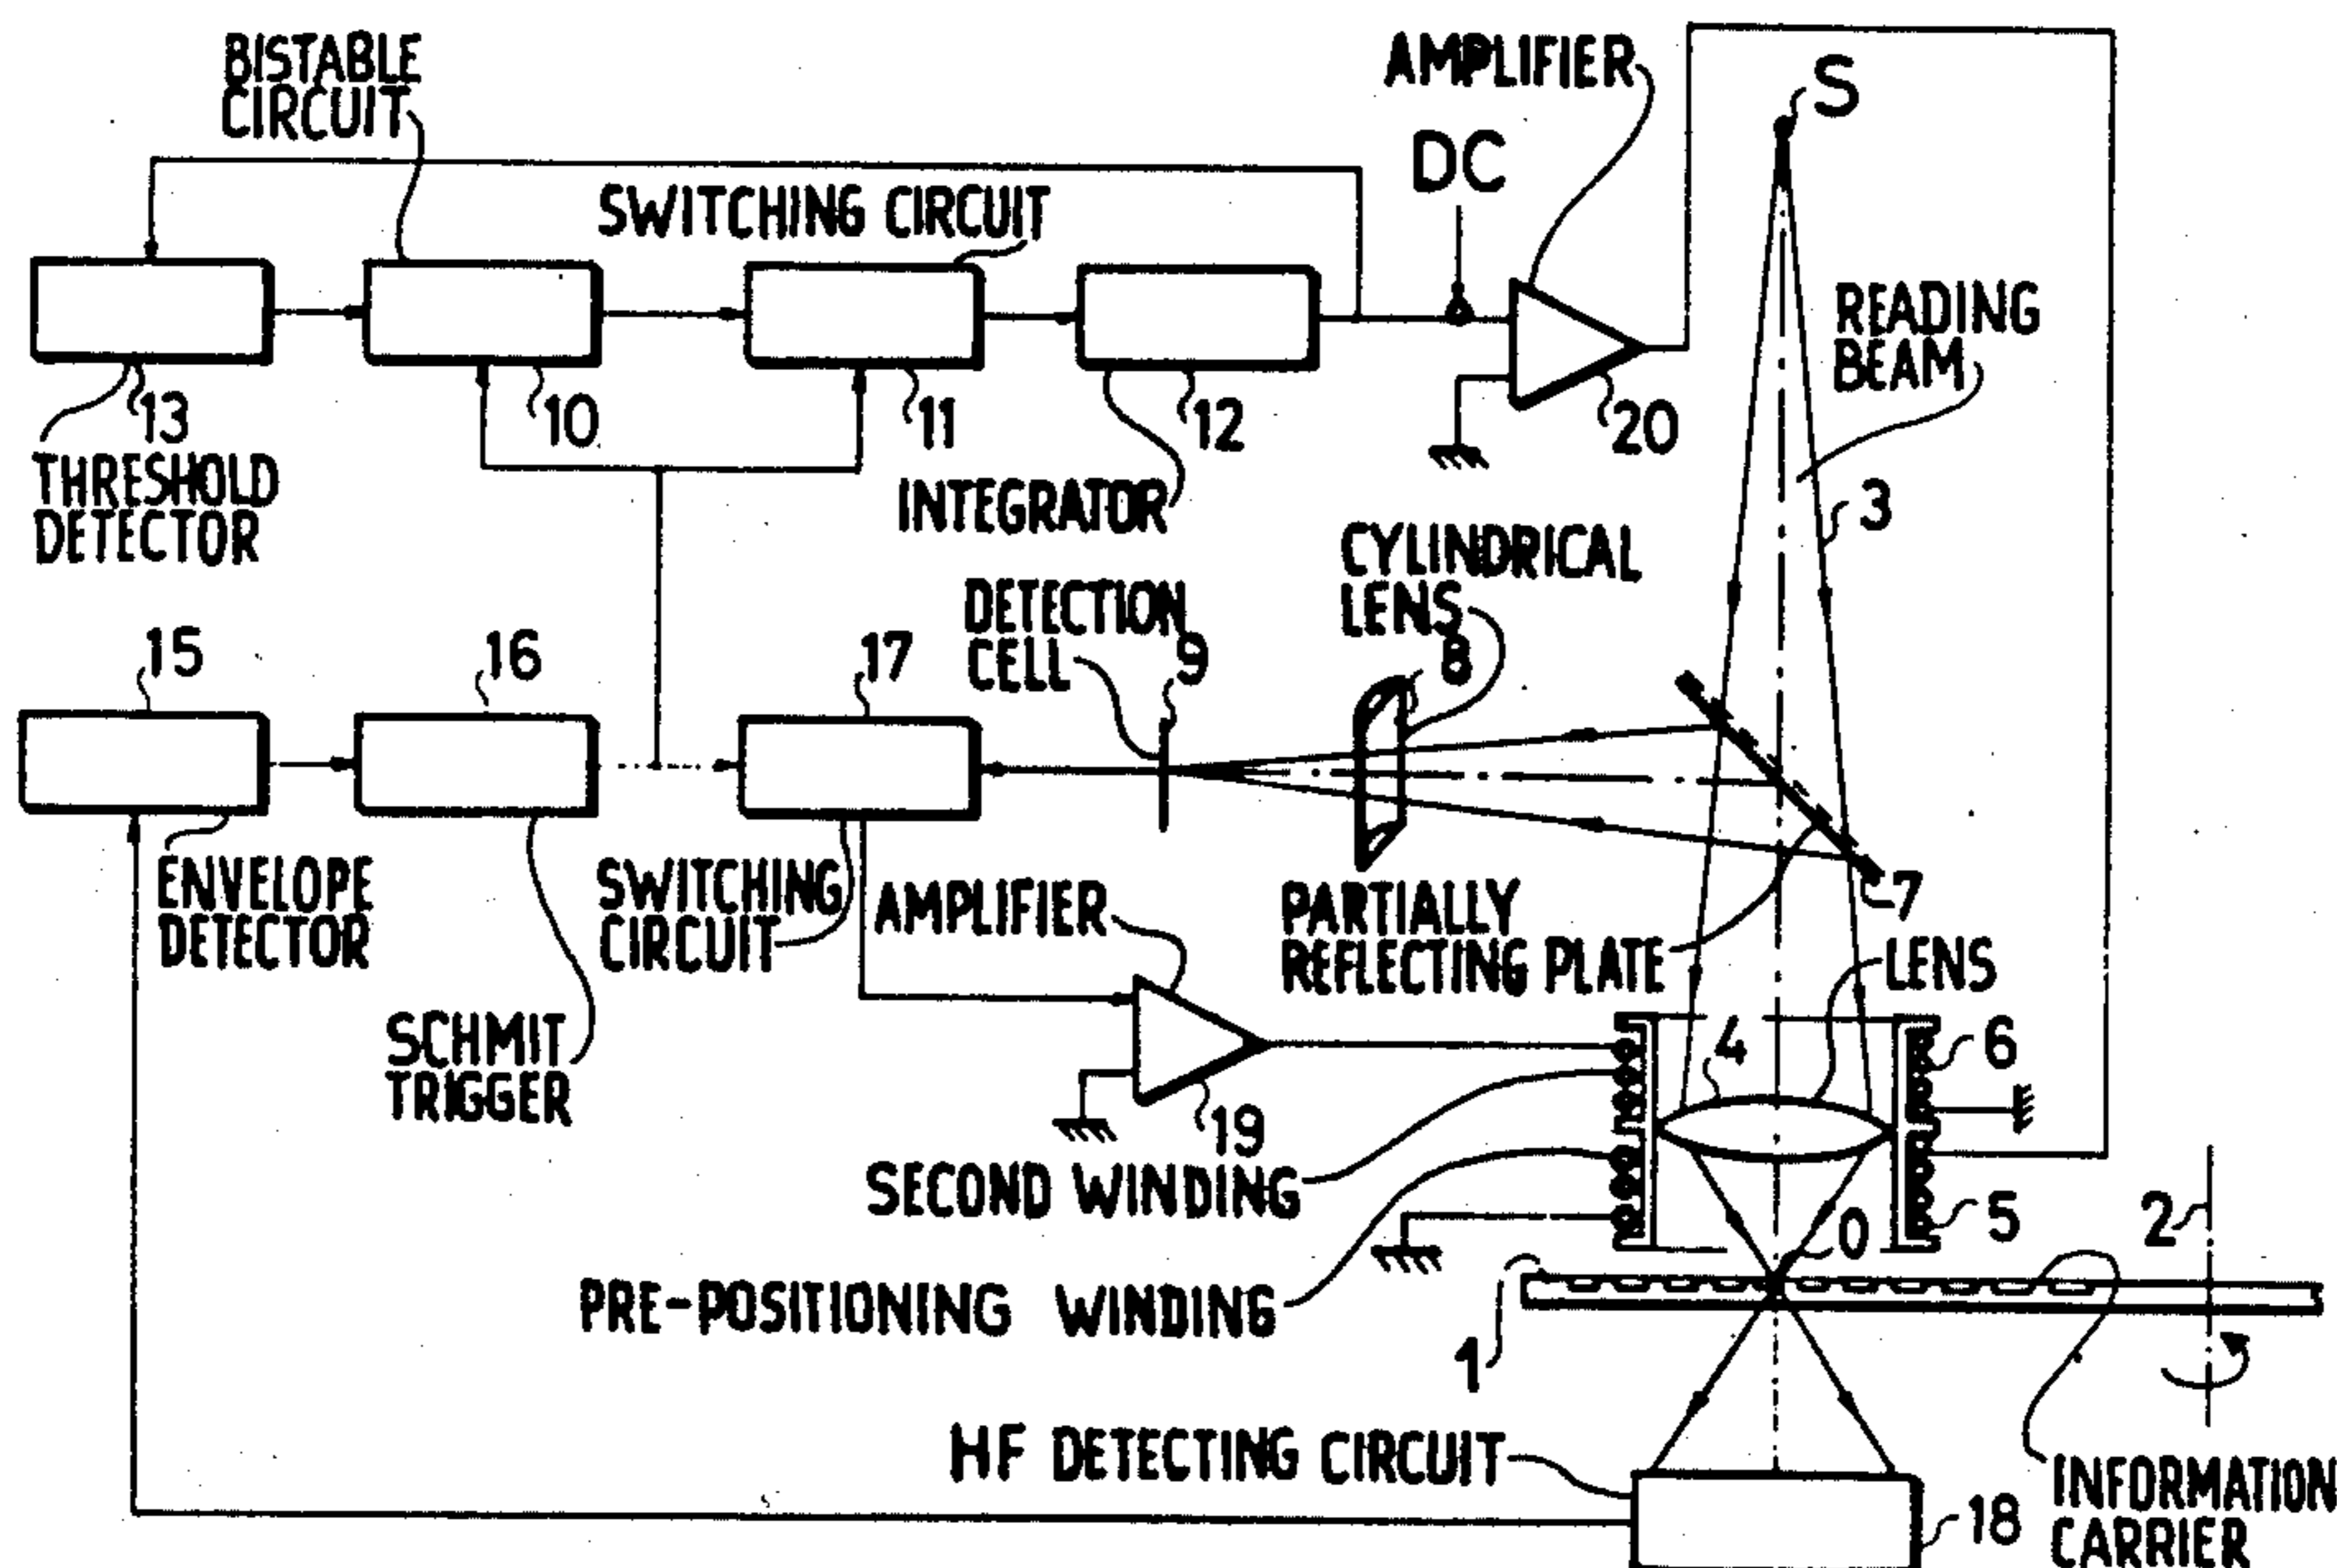 BISTABLE
CIRCUIT
AMPLIFIER
S
DC
SWITCHING CIRCUIT
READING
BEAM
13
10
11
12
20
THRESHOLD
DETECTOR
INTEGRATOR
3
CYLINDRICAL
LENS
DETECTION
CELL
9
8
15
16
17
ENVELOPE
DETECTOR
SWITCHING
CIRCUIT
AMPLIFIER
PARTIALLY
REFLECTING PLATE
7
LENS
SCHMIT
TRIGGER
4
6
19
SECOND WINDING
5
2
O
PRE-POSITIONING WINDING
1
HF DETECTING CIRCUIT
18
INFORMATION
CARRIER